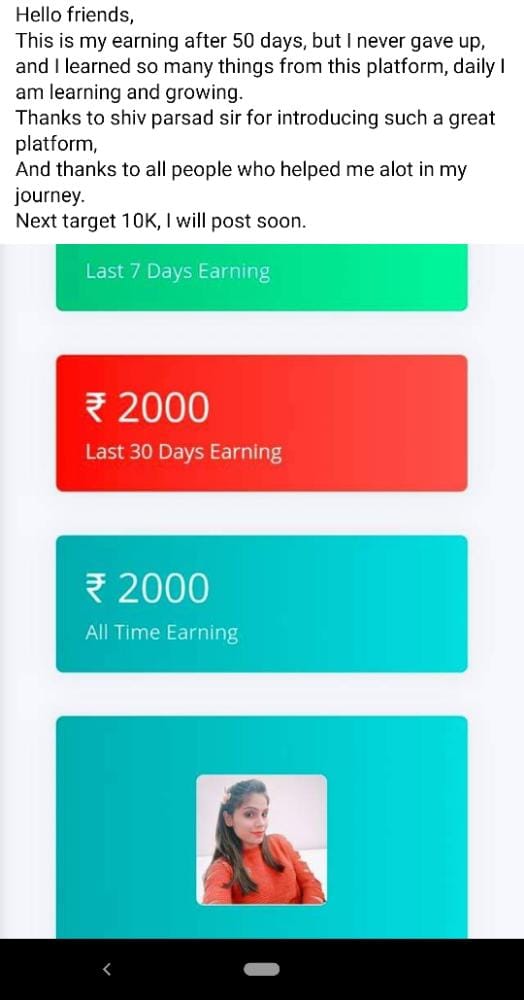 Hello friends,
This is my earning after 50 days, but I never gave up,
and I learned so many things from this platform, daily I
am learning and growing.
Thanks to shiv parsad sir for introducing such a great
platform,
And thanks to all people who helped me alot in my
journey.
Next target 10K, I will post soon.
Last 7 Days Earning
₹ 2000
Last 30 Days Earning
₹ 2000
All Time Earning